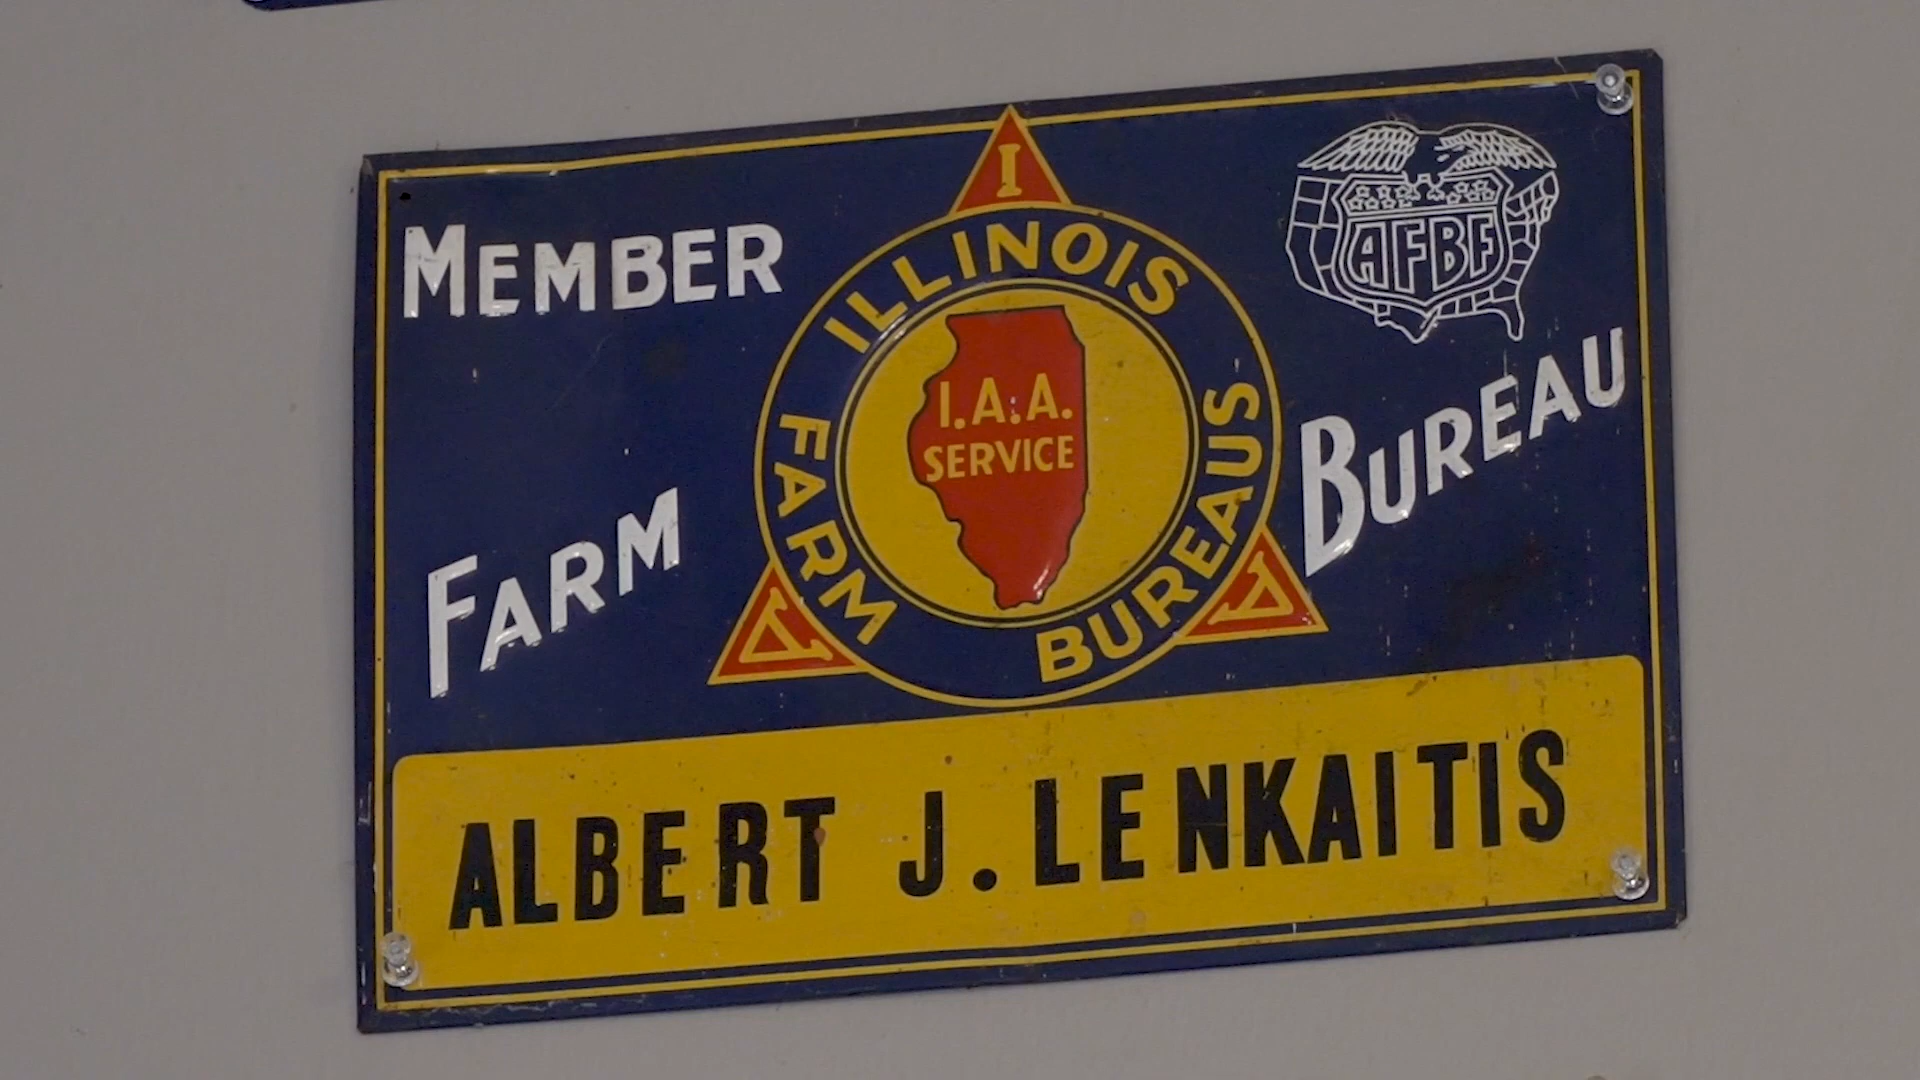 MEMBER
FARM
BUREAU
I
A
A
ILLINOIS
FARM BUREAUS
I.A.A.
SERVICE
AFBF
ALBERT J. LENKAITIS